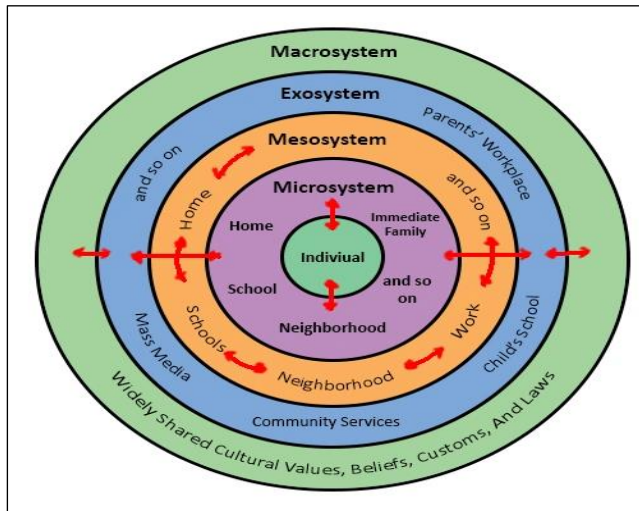 Macrosystem
Exosystem
Parents' Workplace
and so on
Mesosystem
Home
and so on
Microsystem
Home
Immediate
Family
Indiviual
School
and so
on
Neighborhood
Schools
Neighborhood
Work
Mass Media
Community Services
Child's School
Widely Shared Cultural Values, Beliefs, Customs, And Laws